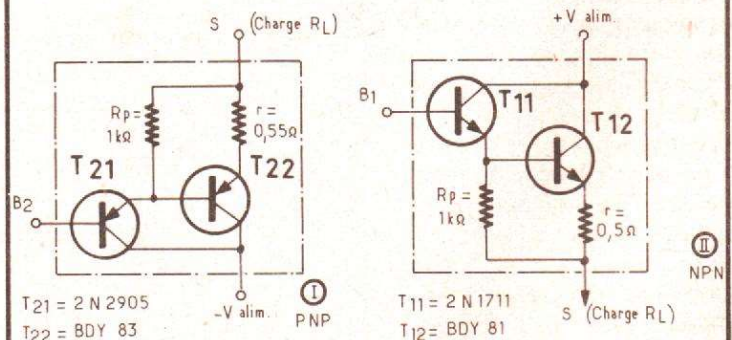 S (Charge RL)
Rp=
1kΩ
r=
0,55Ω
T21
T22
B2
T21 = 2 N 2905
T22 = BDY 83
-V alim.
I
PNP
+V alim.
B1
T11
T12
Rp=
1kΩ
r=
0,5Ω
II
NPN
T11 = 2 N 1711
T12 = BDY 81
S (Charge RL)